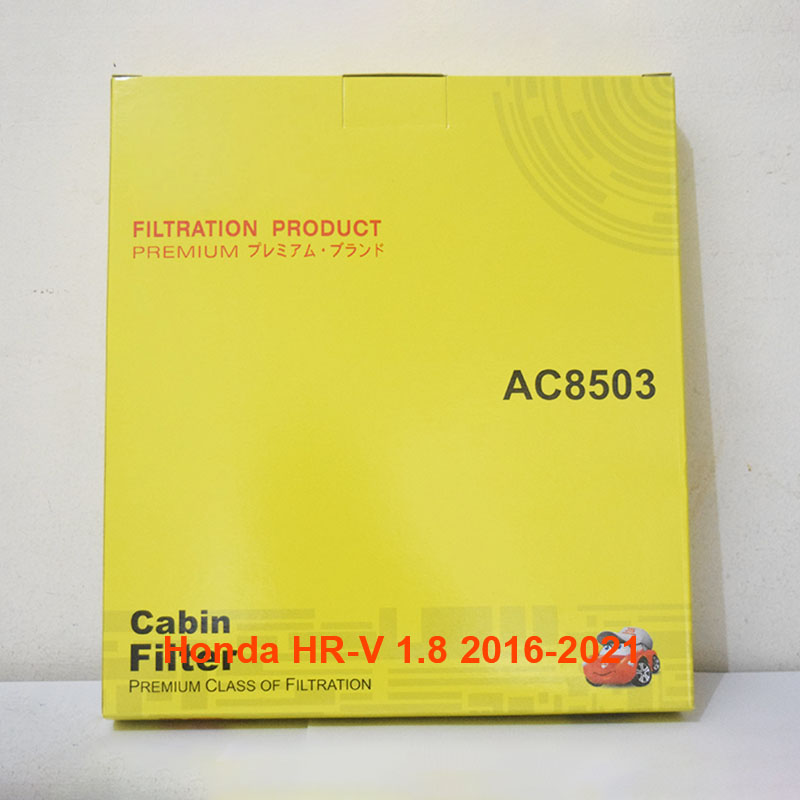 FILTRATION PRODUCT
PREMIUM プレミアム・ブランド
AC8503
Cabin
Filter
Honda HR-V 1.8 2016-2021
PREMIUM CLASS OF FILTRATION